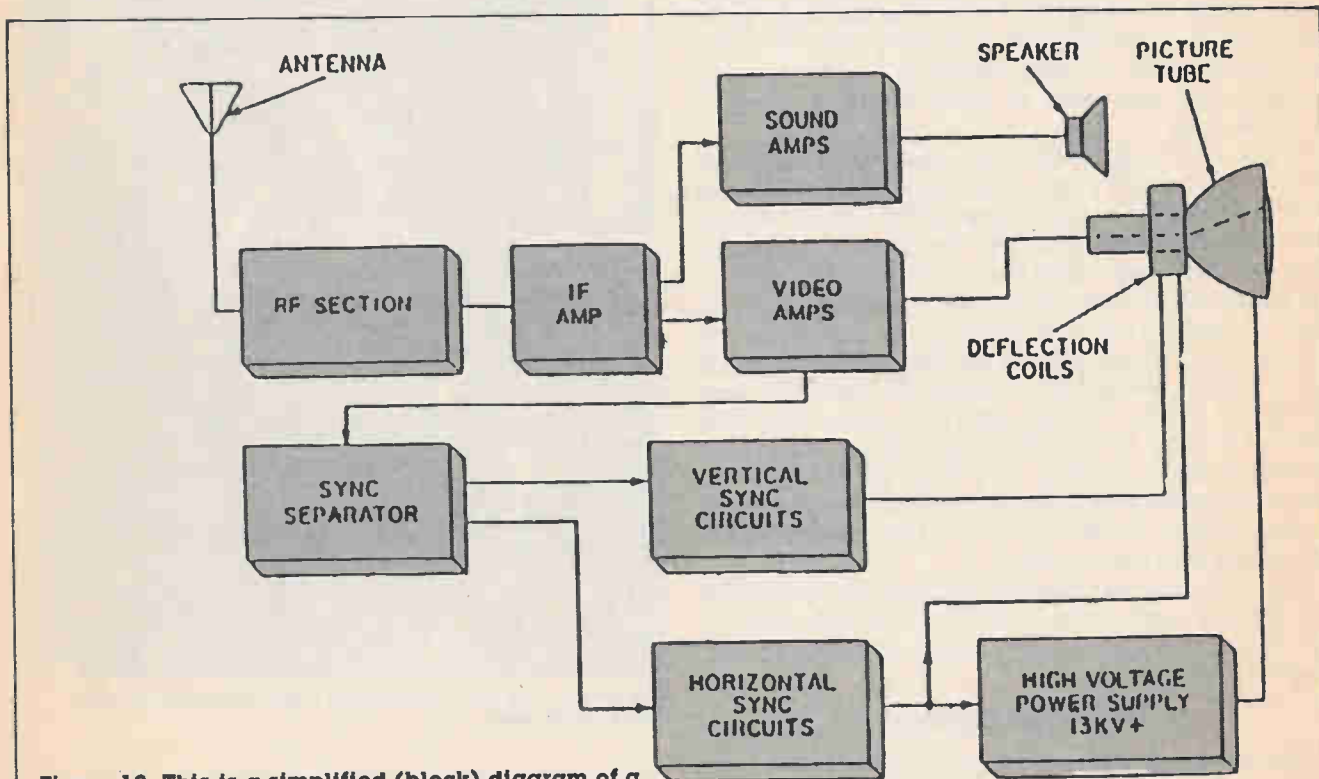 ANTENNA
SPEAKER
PICTURE
TUBE
SOUND
AMPS
RF SECTION
IF
AMP
VIDEO
AMPS
DEFLECTION
COILS
SYNC
SEPARATOR
VERTICAL
SYNC
CIRCUITS
HORIZONTAL
SYNC
CIRCUITS
HIGH VOLTAGE
POWER SUPPLY
13KV+
This is a simplified (block) diagram of a